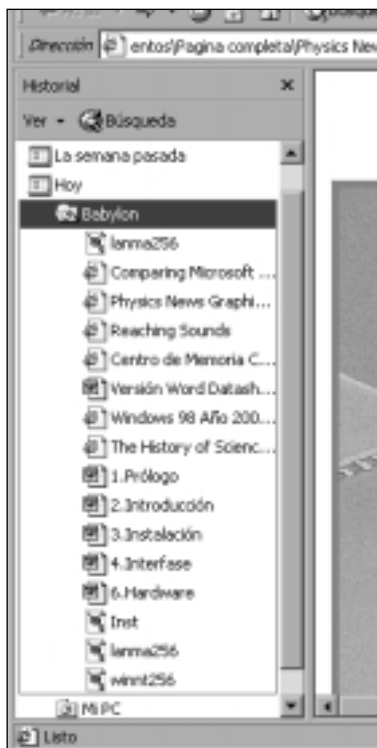 Dirección entos\Pagina completa\Physics New
Historial
Ver Búsqueda
La semana pasada
Hoy
Babylon
lanma256
Comparing Microsoft ...
Physics News Graphi...
Reaching Sounds
Centro de Memoria C...
Versión Word Datash...
Windows 98 Año 200...
The History of Scienc...
1.Prólogo
2.Introducción
3.Instalación
4.Interfase
6.Hardware
Inst
lanma256
winnt256
Mi PC
Listo